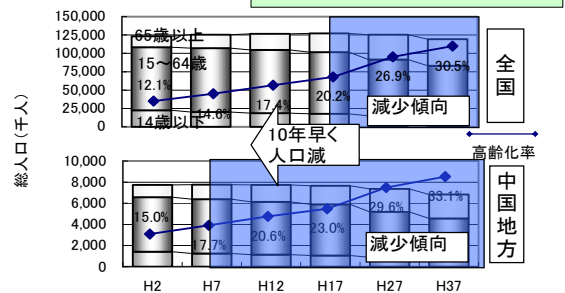 総人口(千人)
150,000
125,000
100,000
75,000
50,000
25,000
0
65歳以上
15～64歳
14歳以下
12.1%
14.6%
17.4%
20.2%
26.9%
30.5%
減少傾向
全国
10年早く
人口減
高齢化率
10,000
8,000
6,000
4,000
2,000
0
15.0%
17.7%
20.6%
23.0%
29.6%
33.1%
減少傾向
中国地方
H2 H7 H12 H17 H27 H37